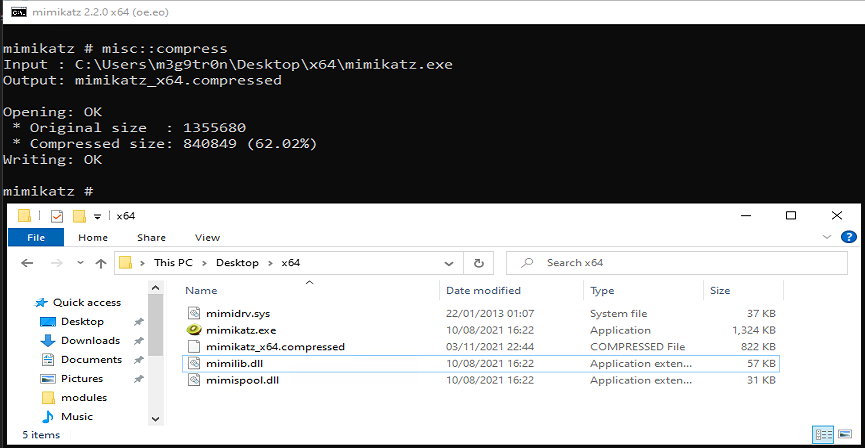 mimikatz 2.2.0 x64 (oe.eo)
mimikatz # misc::compress
Input : C:\Users\m3g9tr0n\Desktop\x64\mimikatz.exe
Output: mimikatz_x64.compressed
Opening: OK
* Original size  : 1355680
* Compressed size: 840849 (62.02%)
Writing: OK
mimikatz #
x64
File Home Share View
This PC Desktop x64 Search x64
Name Date modified Type Size
Quick access
Desktop
Downloads
Documents
Pictures
modules
Music
mimidrv.sys 22/01/2013 01:07 System file 37 KB
mimikatz.exe 10/08/2021 16:22 Application 1,324 KB
mimikatz_x64.compressed 03/11/2021 22:44 COMPRESSED File 822 KB
mimilib.dll 10/08/2021 16:22 Application exten... 57 KB
mimispool.dll 10/08/2021 16:22 Application exten... 31 KB
5 items